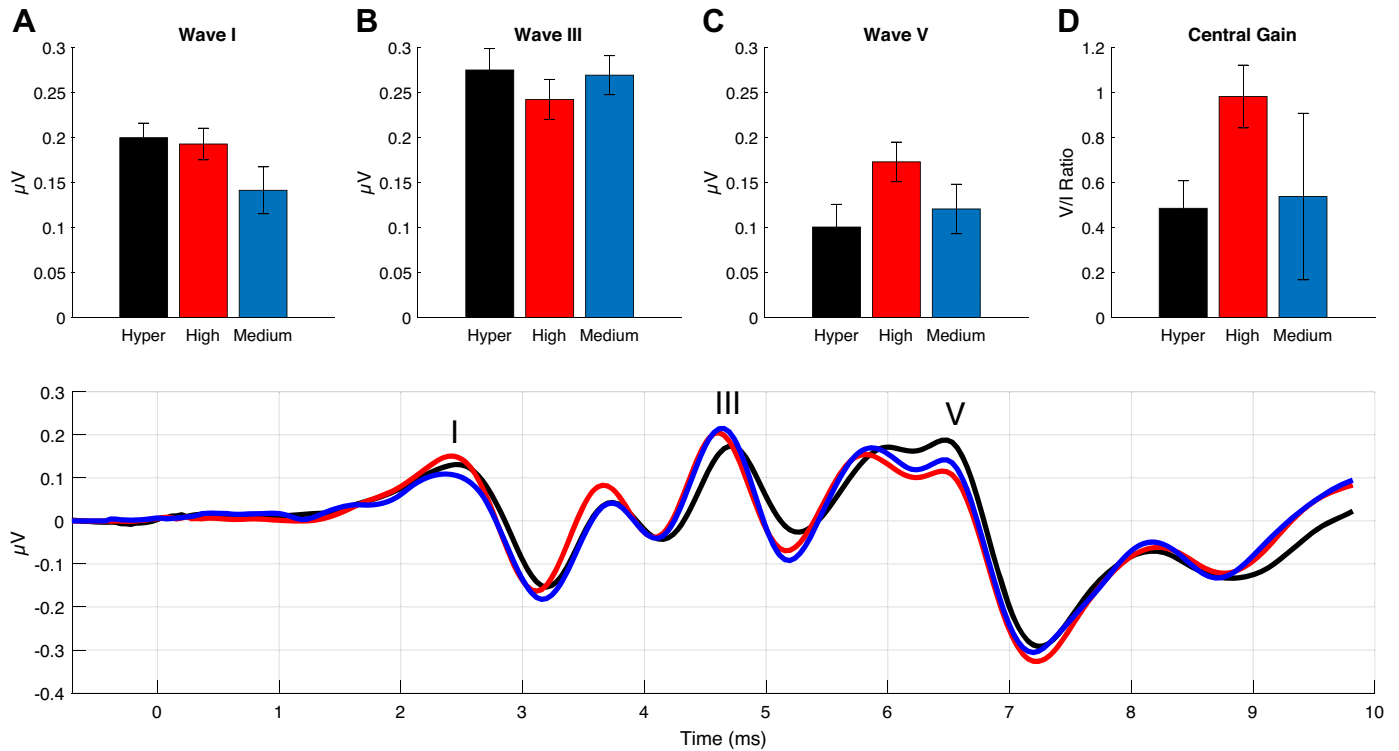 A
Wave I
μV
0.3
0.25
0.2
0.15
0.1
0.05
0
Hyper High Medium
B
Wave III
μV
0.3
0.25
0.2
0.15
0.1
0.05
0
Hyper High Medium
C
Wave V
μV
0.3
0.25
0.2
0.15
0.1
0.05
0
Hyper High Medium
D
Central Gain
V/I Ratio
1.2
1
0.8
0.6
0.4
0.2
0
Hyper High Medium
μV
0.3
0.2
0.1
0
-0.1
-0.2
-0.3
-0.4
I
III
V
0 1 2 3 4 5 6 7 8 9 10
Time (ms)